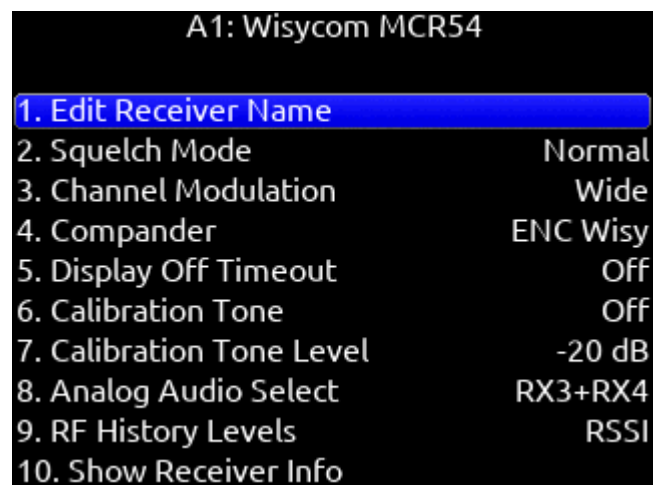 A1: Wisycom MCR54
1. Edit Receiver Name
2. Squelch Mode Normal
3. Channel Modulation Wide
4. Compander ENC Wisy
5. Display Off Timeout Off
6. Calibration Tone Off
7. Calibration Tone Level -20 dB
8. Analog Audio Select RX3+RX4
9. RF History Levels RSSI
10. Show Receiver Info